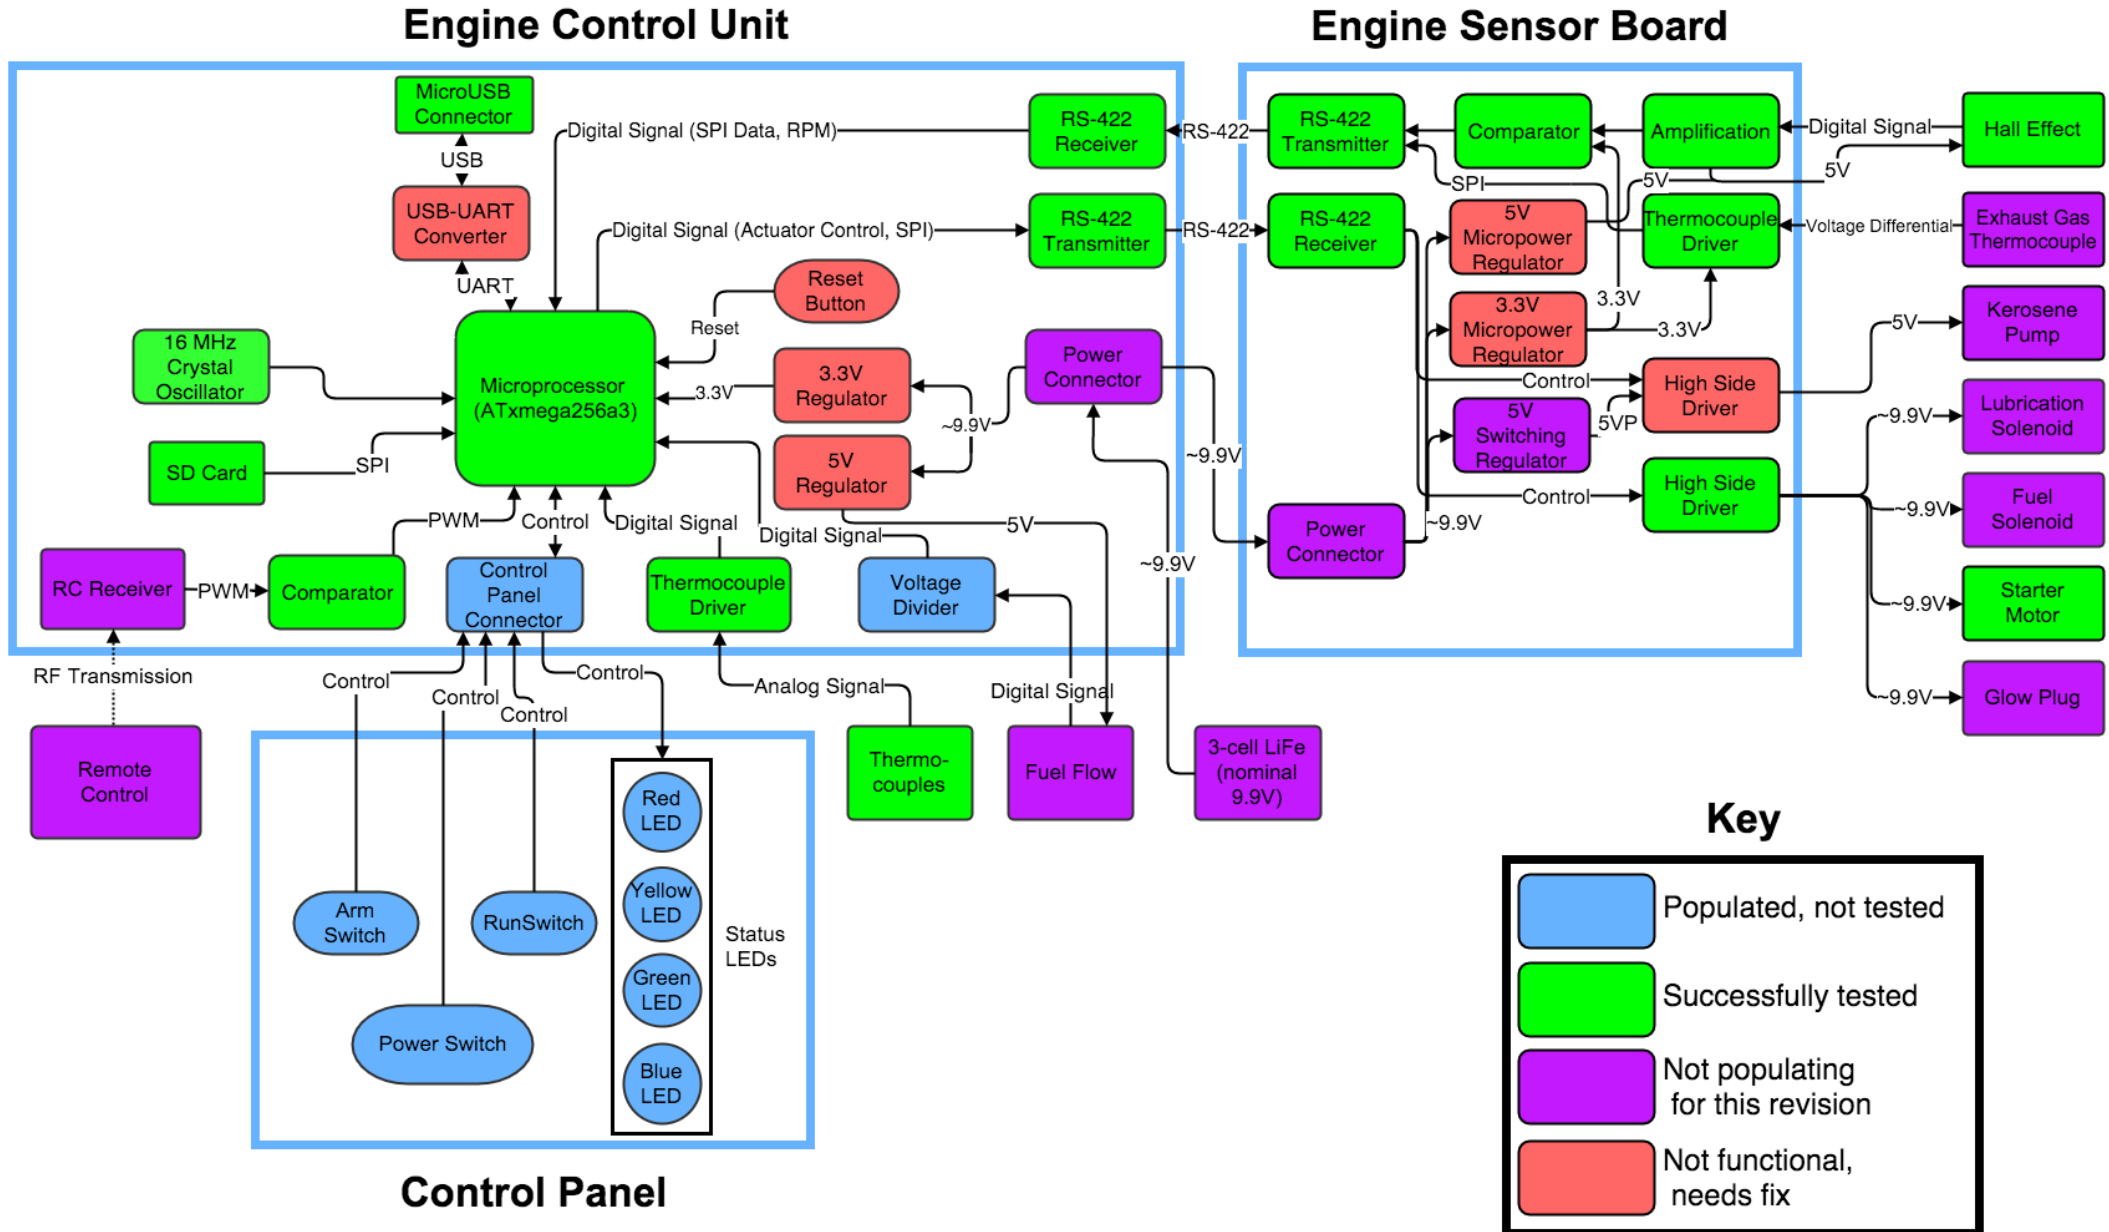 Engine Control Unit
Engine Sensor Board
MicroUSB
Connector
USB
USB-UART
Converter
UART
Digital Signal (SPI Data, RPM)
RS-422
Receiver
RS-422
Digital Signal (Actuator Control, SPI)
RS-422
Transmitter
RS-422
Reset
Button
Reset
16 MHz
Crystal
Oscillator
Microprocessor
(ATxmega256a3)
3.3V
3.3V
Regulator
~9.9V
Power
Connector
5V
Regulator
SD Card
SPI
PWM
Control
Digital Signal
Digital Signal
5V
RC Receiver
PWM
Comparator
Control
Panel
Connector
Thermocouple
Driver
Voltage
Divider
~9.9V
~9.9V
RS-422
Transmitter
Comparator
Amplification
Digital Signal
Hall Effect
5V
SPI
5V
RS-422
Receiver
5V
Micropower
Regulator
Thermocouple
Driver
Voltage Differential
Exhaust Gas
Thermocouple
3.3V
3.3V
Micropower
Regulator
3.3V
5V
Kerosene
Pump
Control
High Side
Driver
5V
Switching
Regulator
5VP
~9.9V
Lubrication
Solenoid
Control
High Side
Driver
~9.9V
Fuel
Solenoid
Power
Connector
~9.9V
~9.9V
Starter
Motor
~9.9V
Glow Plug
RF Transmission
Remote
Control
Control
Control
Control
Control
Analog Signal
Digital Signal
Thermo-
couples
Fuel Flow
3-cell LiFe
(nominal
9.9V)
Red
LED
Yellow
LED
Green
LED
Blue
LED
Status
LEDs
Arm
Switch
RunSwitch
Power Switch
Control Panel
Key
Populated, not tested
Successfully tested
Not populating
for this revision
Not functional,
needs fix